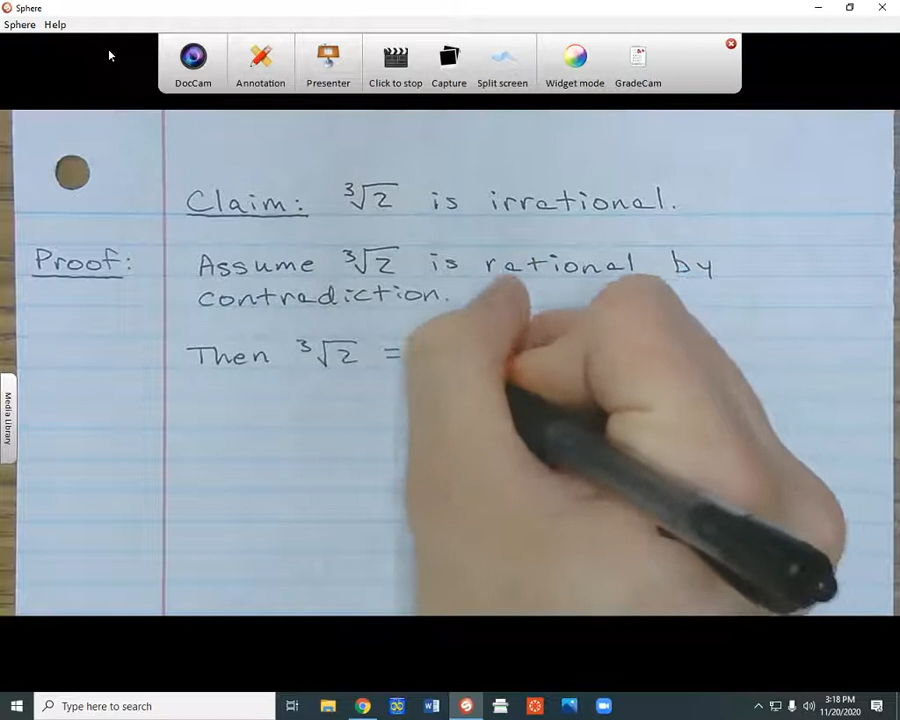 Sphere
Sphere Help
DocCam Annotation Presenter Click to stop Capture Split screen Widget mode GradeCam
Claim: ∛2 is irrational.
Proof: Assume ∛2 is rational by
contradiction.
Then ∛2 =
Media Library
Type here to search
3:18 PM
11/20/2020